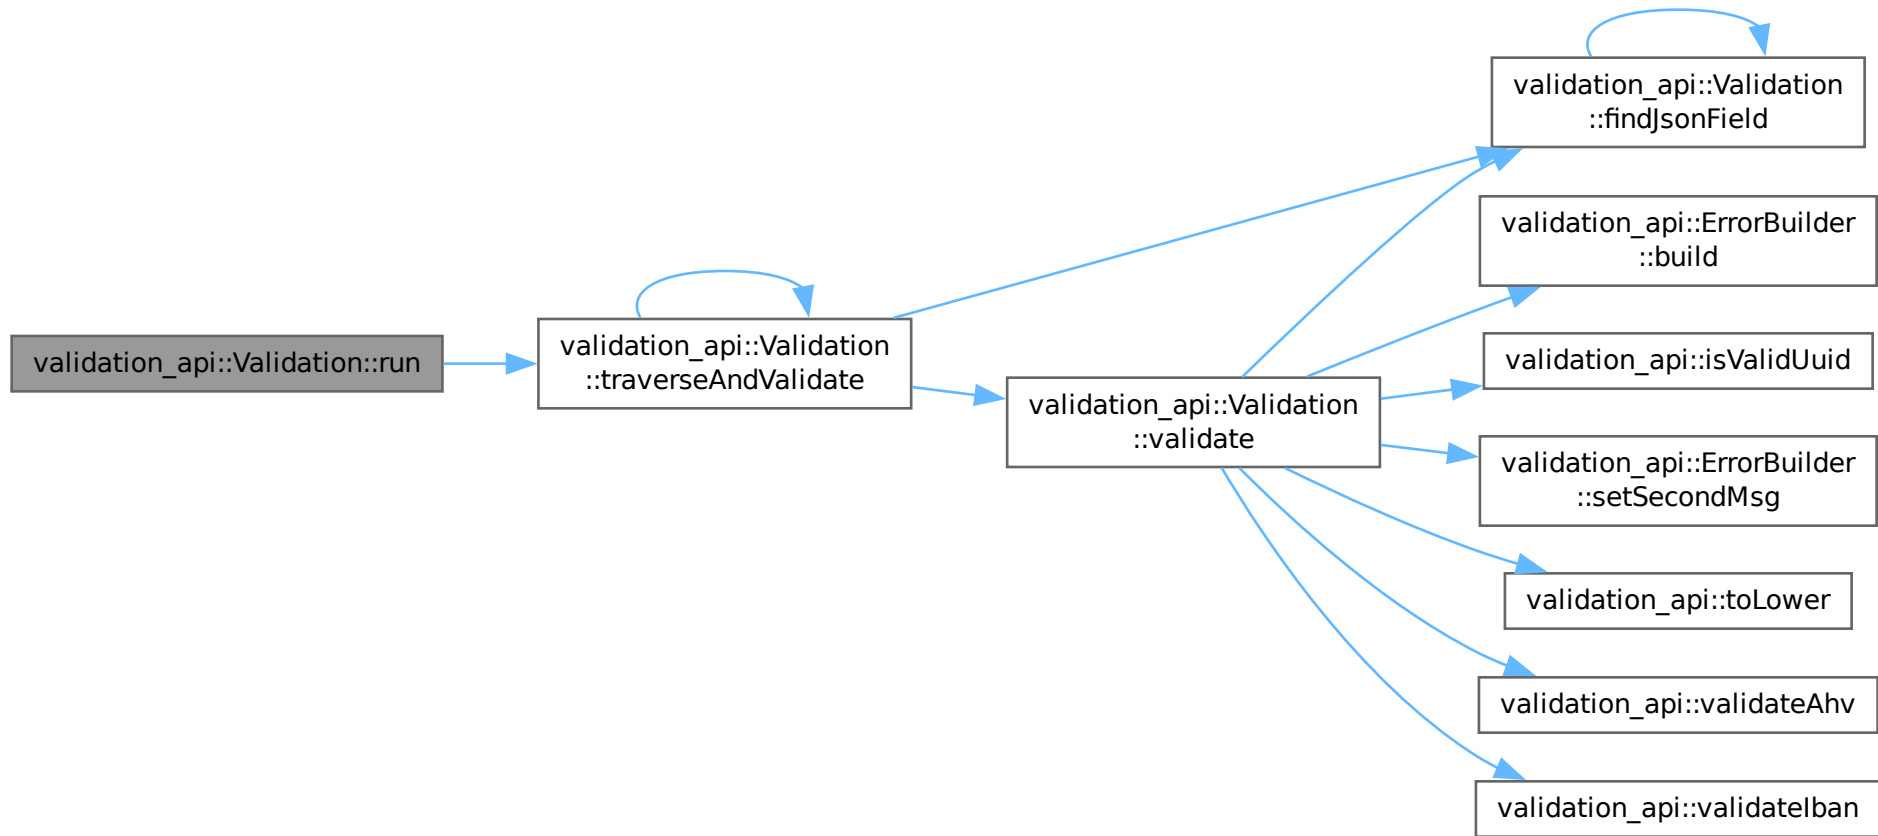 validation_api::Validation::run
validation_api::Validation
::traverseAndValidate
validation_api::Validation
::validate
validation_api::Validation
::findJsonField
validation_api::ErrorBuilder
::build
validation_api::isValidUuid
validation_api::ErrorBuilder
::setSecondMsg
validation_api::toLower
validation_api::validateAhv
validation_api::validateIban